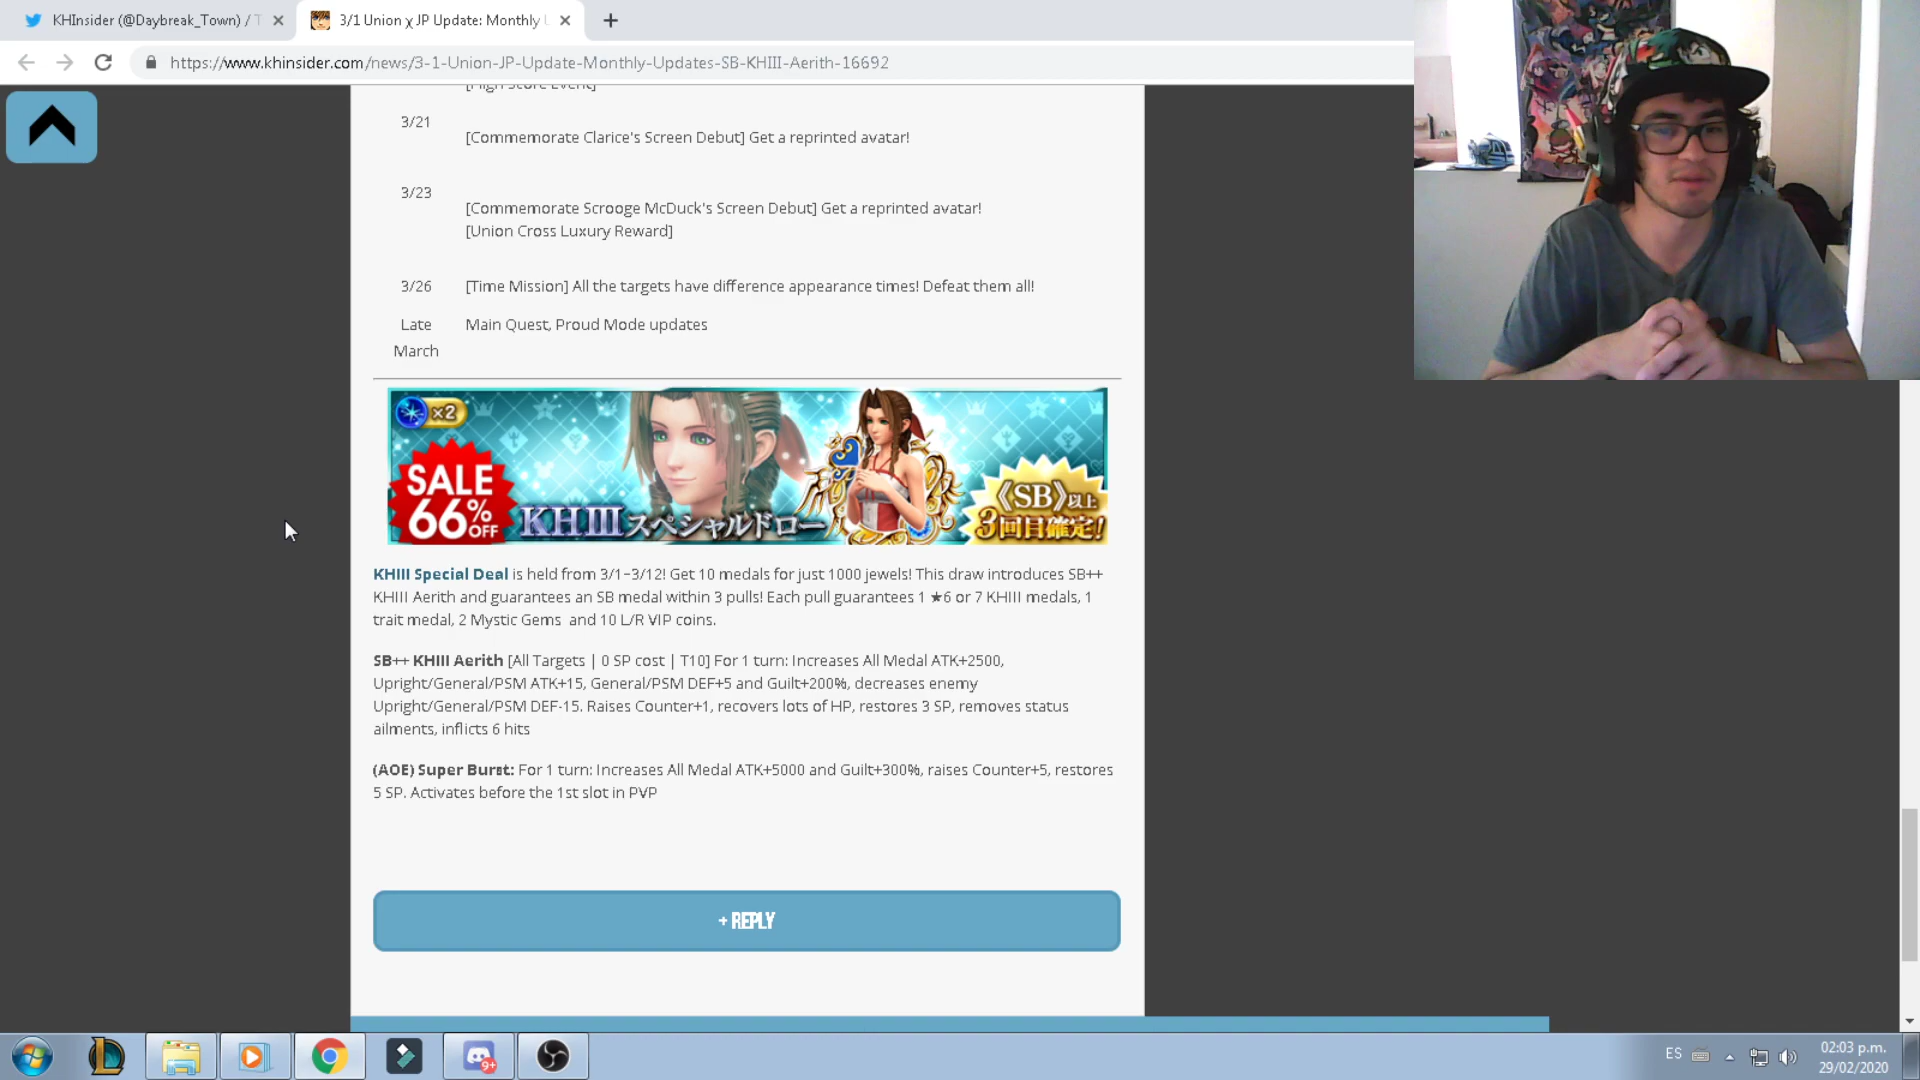 KHInsider (@Daybreak_Town) / T
3/1 Union χ JP Update: Monthly U
https://www.khinsider.com/news/3-1-Union-JP-Update-Monthly-Updates-SB-KHIII-Aerith-16692
[High Score Event]
3/21
[Commemorate Clarice's Screen Debut] Get a reprinted avatar!
3/23
[Commemorate Scrooge McDuck's Screen Debut] Get a reprinted avatar!
[Union Cross Luxury Reward]
3/26 [Time Mission] All the targets have difference appearance times! Defeat them all!
Late Main Quest, Proud Mode updates
March
×2
SALE
66% OFF
KHIIIスペシャルドロー
《SB》以上
3回目確定!
KHIII Special Deal is held from 3/1-3/12! Get 10 medals for just 1000 jewels! This draw introduces SB++
KHIII Aerith and guarantees an SB medal within 3 pulls! Each pull guarantees 1 ★6 or 7 KHIII medals, 1
trait medal, 2 Mystic Gems and 10 L/R VIP coins.
SB++ KHIII Aerith [All Targets | 0 SP cost | T10] For 1 turn: Increases All Medal ATK+2500,
Upright/General/PSM ATK+15, General/PSM DEF+5 and Guilt+200%, decreases enemy
Upright/General/PSM DEF-15. Raises Counter+1, recovers lots of HP, restores 3 SP, removes status
ailments, inflicts 6 hits
(AOE) Super Burst: For 1 turn: Increases All Medal ATK+5000 and Guilt+300%, raises Counter+5, restores
5 SP. Activates before the 1st slot in PVP
+ REPLY
9+
ES
02:03 p.m.
29/02/2020